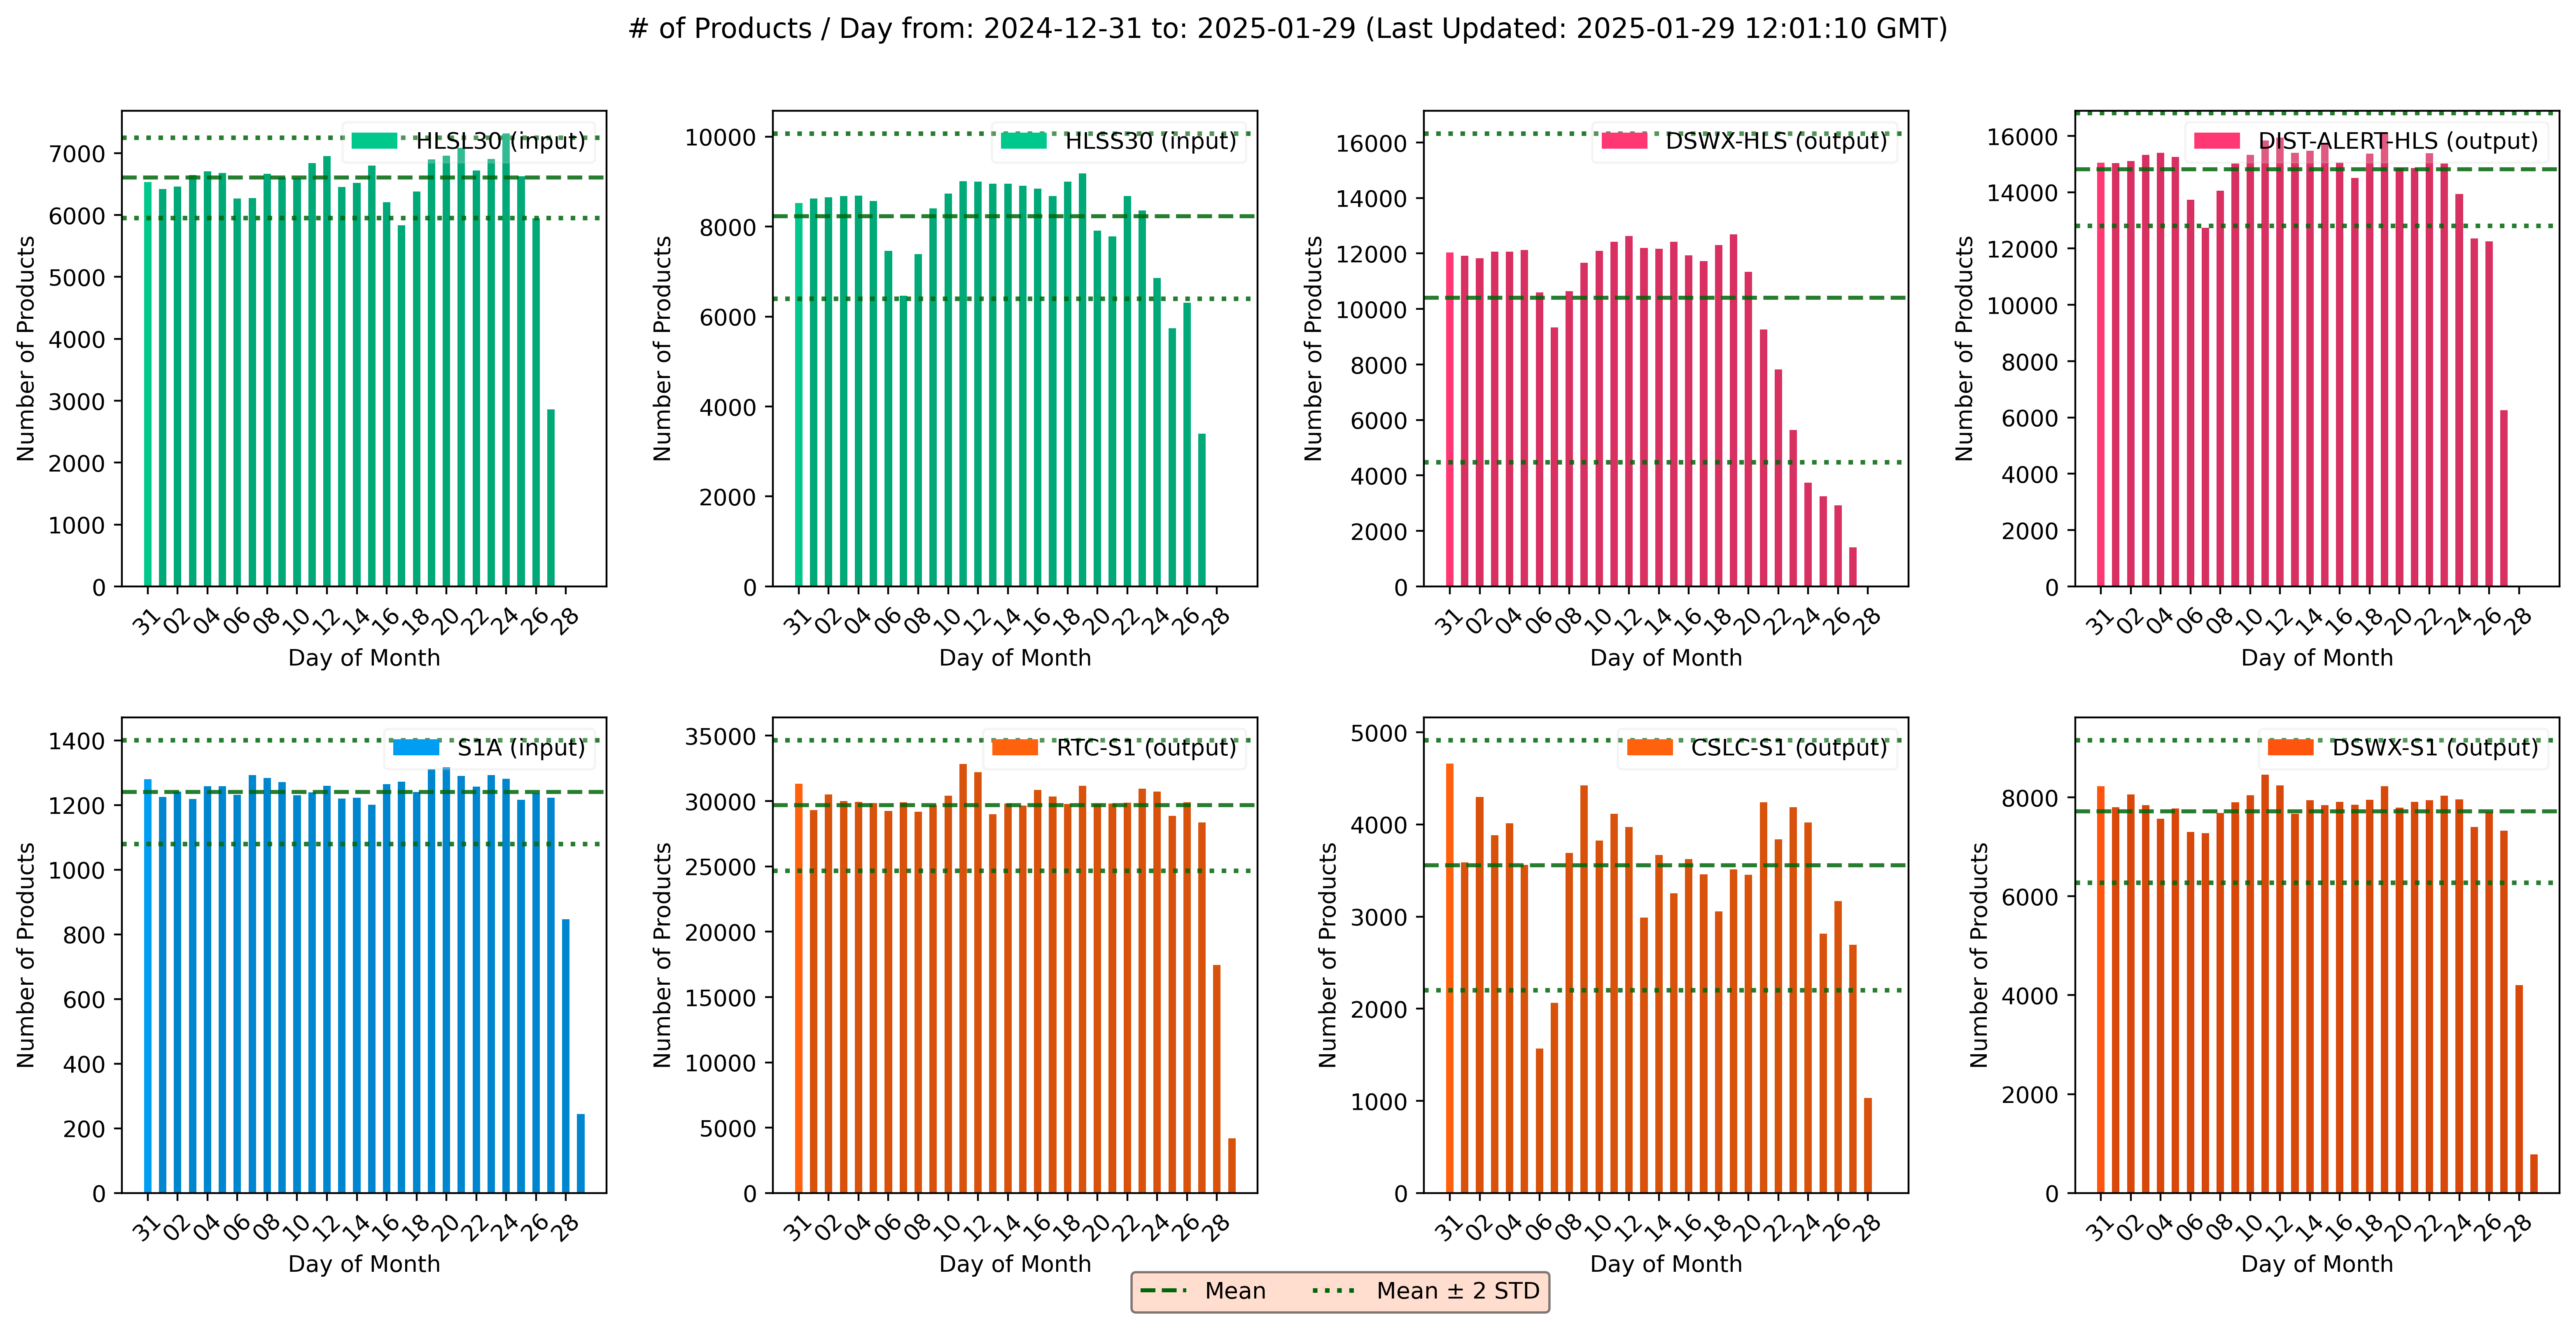 # of Products / Day from: 2024-12-31 to: 2025-01-29 (Last Updated: 2025-01-29 12:01:10 GMT)
HLSL30 (input)
Number of Products
7000
6000
5000
4000
3000
2000
1000
0
31 02 04 06 08 10 12 14 16 18 20 22 24 26 28
Day of Month
HLSS30 (input)
Number of Products
10000
8000
6000
4000
2000
0
31 02 04 06 08 10 12 14 16 18 20 22 24 26 28
Day of Month
DSWX-HLS (output)
Number of Products
16000
14000
12000
10000
8000
6000
4000
2000
0
31 02 04 06 08 10 12 14 16 18 20 22 24 26 28
Day of Month
DIST-ALERT-HLS (output)
Number of Products
16000
14000
12000
10000
8000
6000
4000
2000
0
31 02 04 06 08 10 12 14 16 18 20 22 24 26 28
Day of Month
S1A (input)
Number of Products
1400
1200
1000
800
600
400
200
0
31 02 04 06 08 10 12 14 16 18 20 22 24 26 28
Day of Month
RTC-S1 (output)
Number of Products
35000
30000
25000
20000
15000
10000
5000
0
31 02 04 06 08 10 12 14 16 18 20 22 24 26 28
Day of Month
CSLC-S1 (output)
Number of Products
5000
4000
3000
2000
1000
0
31 02 04 06 08 10 12 14 16 18 20 22 24 26 28
Day of Month
DSWX-S1 (output)
Number of Products
8000
6000
4000
2000
0
31 02 04 06 08 10 12 14 16 18 20 22 24 26 28
Day of Month
Mean
Mean ± 2 STD